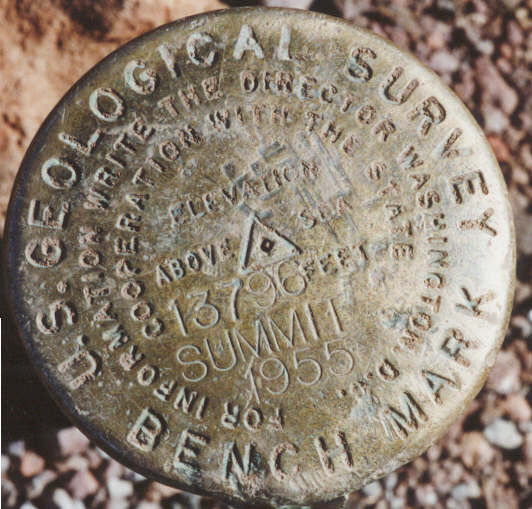 U.S. GEOLOGICAL SURVEY
BENCH MARK
FOR INFORMATION WRITE THE DIRECTOR WASHINGTON D.C.
COOPERATION WITH THE STATE
ELEVATION
ABOVE SEA
FEET
13796
SUMMIT
1955